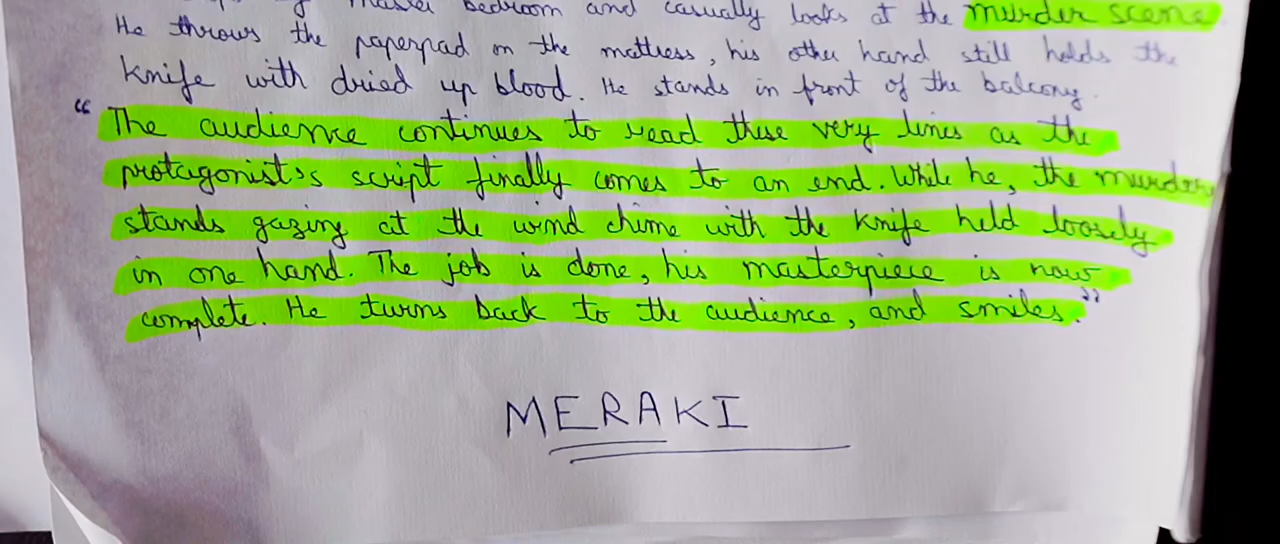 master bedroom and casually looks at the murder scene.
He throws the paperpad on the mattress, his other hand still holds the
knife with dried up blood. He stands in front of the balcony.
"The audience continues to read these very lines as the
protagonist's script finally comes to an end. While he, the murderer
stands gazing at the wind chime with the knife held loosely
in one hand. The job is done, his masterpiece is now
complete. He turns back to the audience, and smiles."
MERAKI